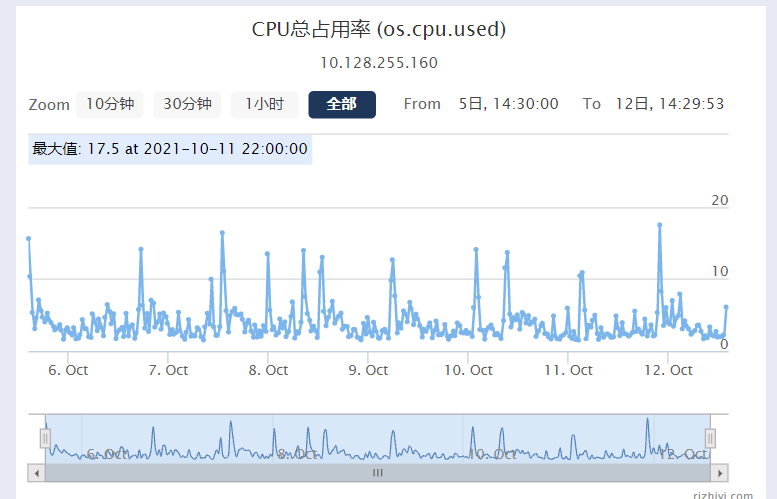 CPU总占用率 (os.cpu.used)
10.128.255.160
Zoom 10分钟 30分钟 1小时 全部 From 5日, 14:30:00 To 12日, 14:29:53
最大值: 17.5 at 2021-10-11 22:00:00
20
10
0
6. Oct 7. Oct 8. Oct 9. Oct 10. Oct 11. Oct 12. Oct
6. Oct 8. Oct 10. Oct 12. Oct
rizhiyi.com